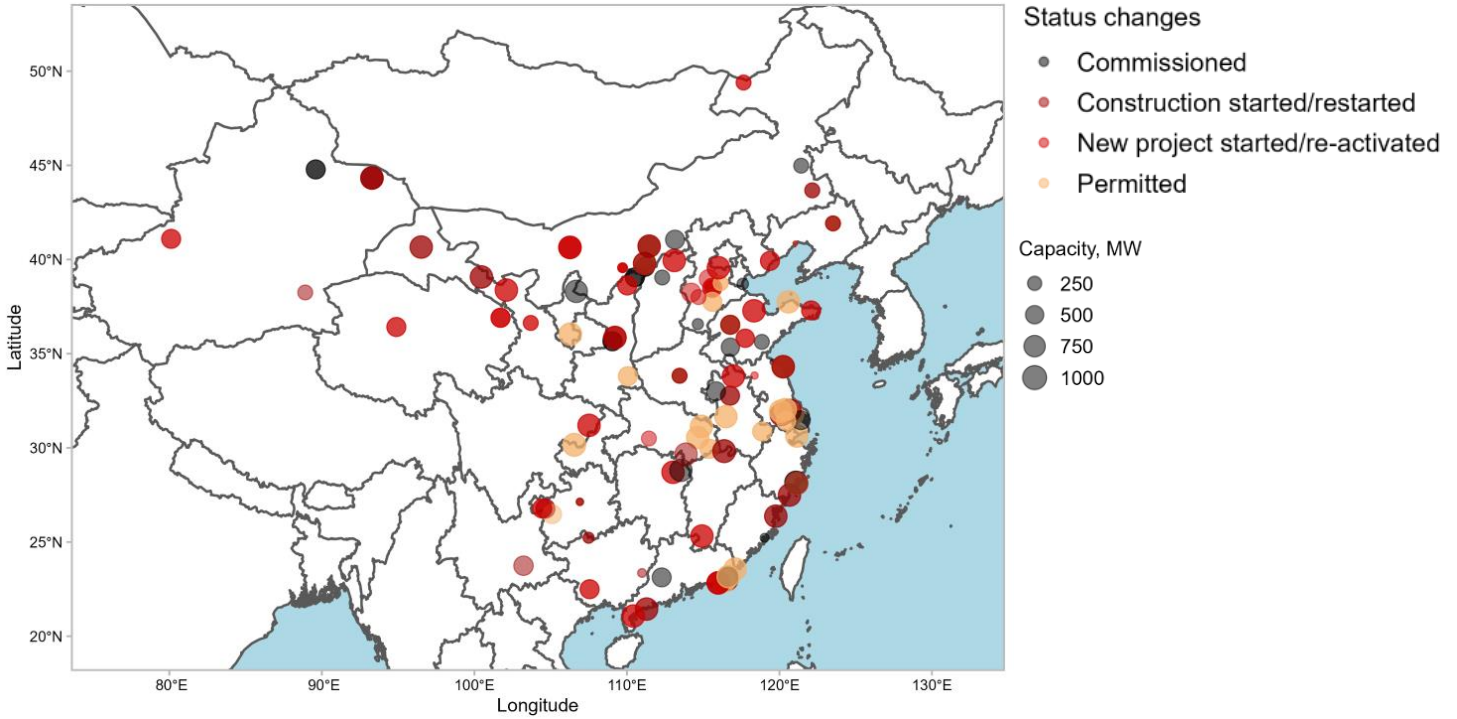 Status changes
Commissioned
Construction started/restarted
New project started/re-activated
Permitted
Capacity, MW
250
500
750
1000
50°N
45°N
40°N
35°N
30°N
25°N
20°N
Latitude
80°E
90°E
100°E
110°E
120°E
130°E
Longitude